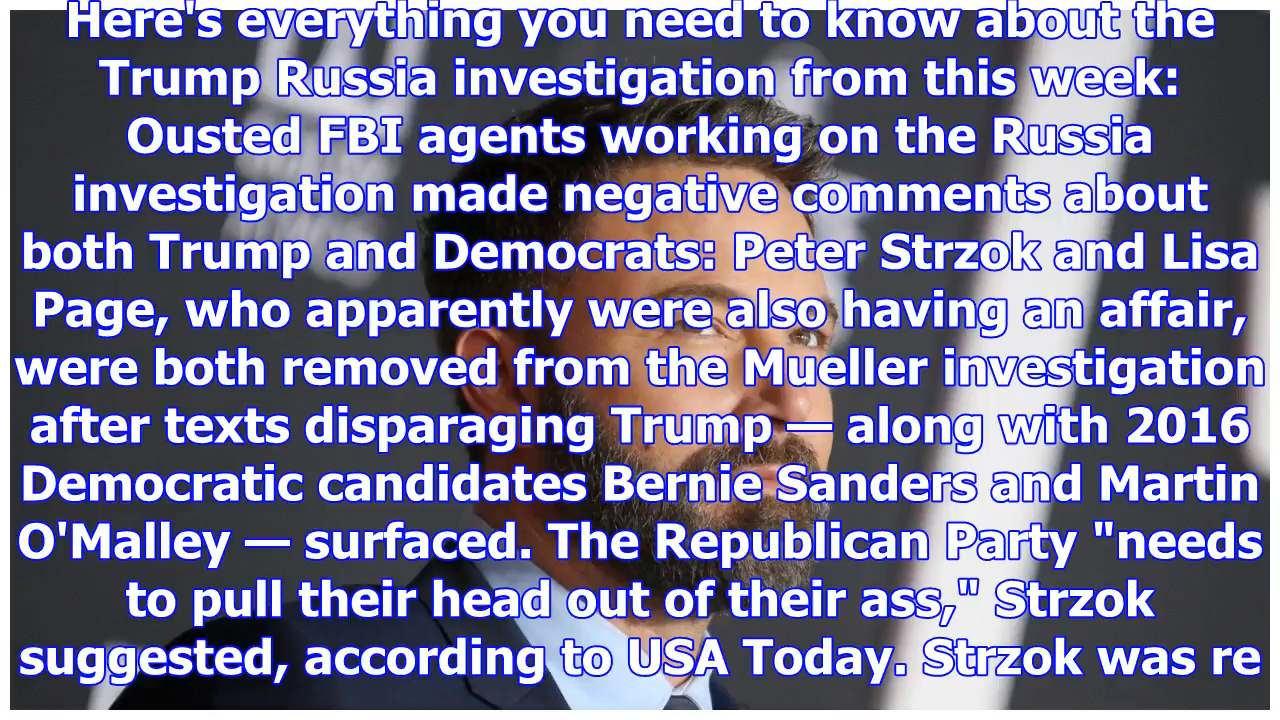 Here's everything you need to know about the
Trump Russia investigation from this week:
Ousted FBI agents working on the Russia
investigation made negative comments about
both Trump and Democrats: Peter Strzok and Lisa
Page, who apparently were also having an affair,
were both removed from the Mueller investigation
after texts disparaging Trump — along with 2016
Democratic candidates Bernie Sanders and Martin
O'Malley — surfaced. The Republican Party "needs
to pull their head out of their ass," Strzok
suggested, according to USA Today. Strzok was re